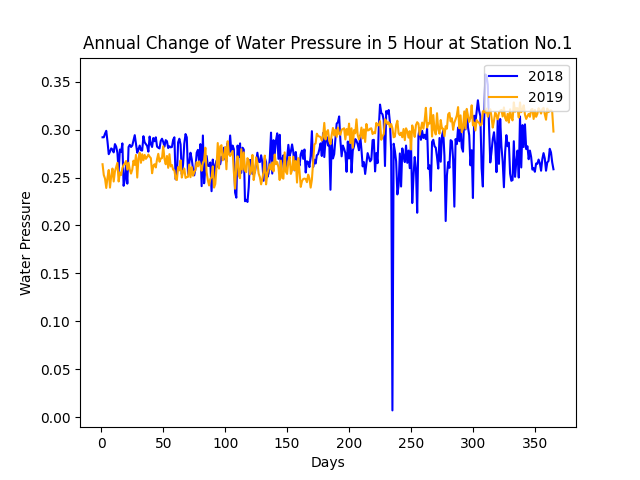 Annual Change of Water Pressure in 5 Hour at Station No.1
2018
2019
0.35
0.30
0.25
0.20
0.15
0.10
0.05
0.00
Water Pressure
0 50 100 150 200 250 300 350
Days